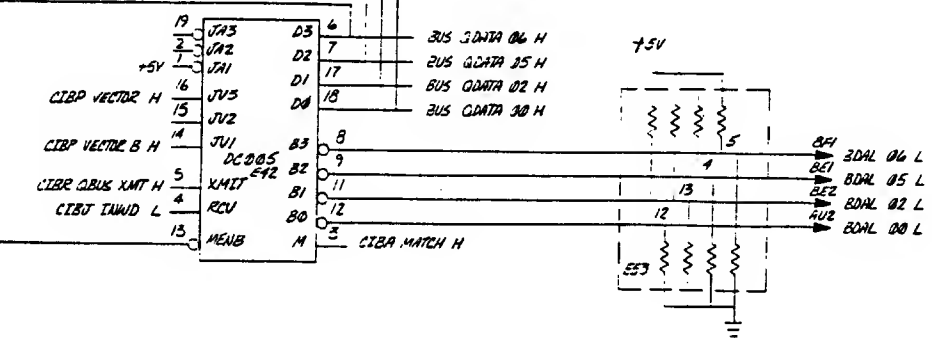 19 JA3 D3 6 BUS QDATA 06 H
2 JA2 D2 7 BUS QDATA 05 H
+5V 1 JA1 D1 17 BUS QDATA 02 H
CIBP VECTOR H 16 JV3 D0 18 BUS QDATA 00 H
15 JV2
CIBP VECTOR B H 14 JV1 B3 8 BF1 BDAL 06 L
DC005
E42 B2 9 BE1 BDAL 05 L
CIBR QBUS XMT H 5 XMIT B1 11 BE2 BDAL 02 L
CIBJ INWD L 4 RCV B0 12 AU2 BDAL 00 L
13 MENB M 3 CIBA MATCH H
+5V
5
4
13
12
E53